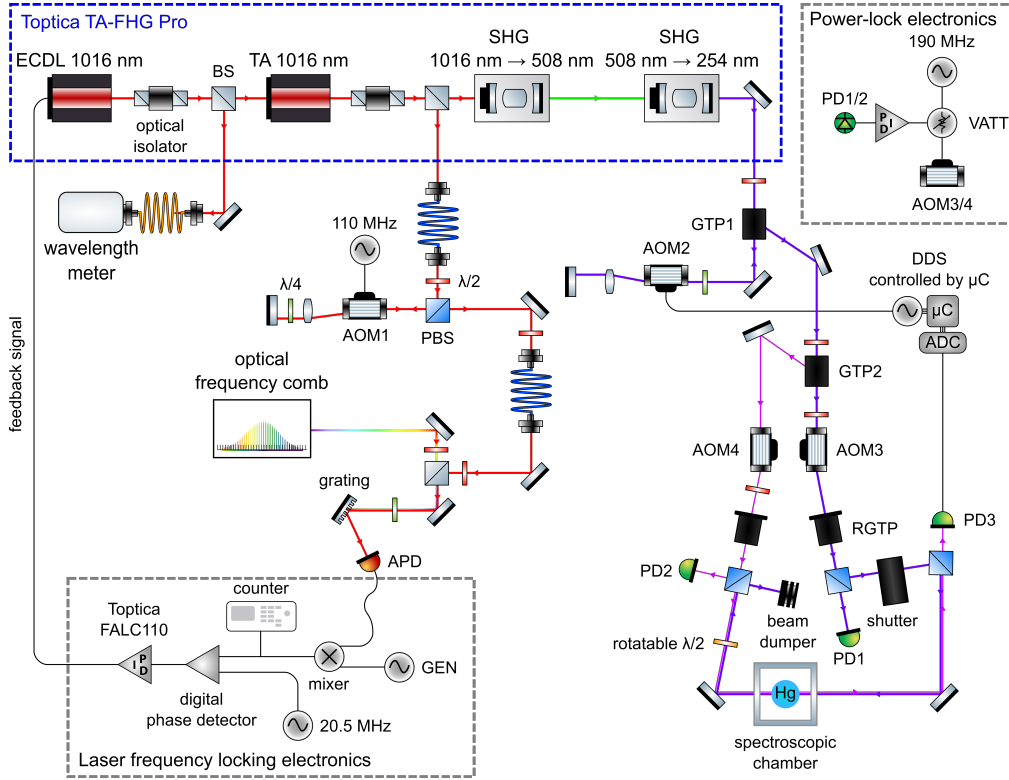 Toptica TA-FHG Pro
ECDL 1016 nm
BS
TA 1016 nm
SHG
1016 nm → 508 nm
SHG
508 nm → 254 nm
optical
isolator
Power-lock electronics
190 MHz
PD1/2
P
I
D
VATT
AOM3/4
wavelength
meter
110 MHz
λ/4
AOM1
λ/2
PBS
GTP1
AOM2
DDS
controlled by µC
µC
ADC
GTP2
optical
frequency comb
AOM4
AOM3
grating
RGTP
PD3
APD
PD2
beam
dumper
shutter
PD1
rotatable λ/2
Hg
spectroscopic
chamber
feedback signal
Toptica
FALC110
counter
P
I
D
mixer
GEN
digital
phase detector
20.5 MHz
Laser frequency locking electronics